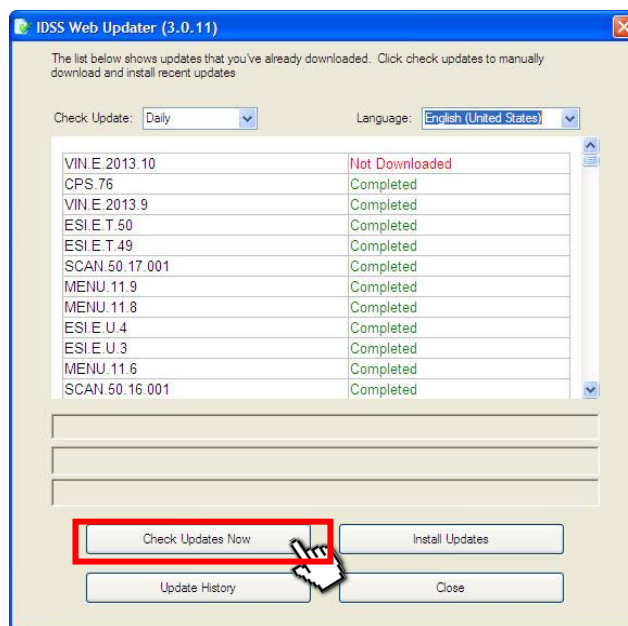 IDSS Web Updater (3.0.11)
The list below shows updates that you've already downloaded. Click check updates to manually
download and install recent updates
Check Update: Daily Language: English (United States)
VIN.E.2013.10 Not Downloaded
CPS.76 Completed
VIN.E.2013.9 Completed
ESI.E.T.50 Completed
ESI.E.T.49 Completed
SCAN.50.17.001 Completed
MENU.11.9 Completed
MENU.11.8 Completed
ESI.E.U.4 Completed
ESI.E.U.3 Completed
MENU.11.6 Completed
SCAN.50.16.001 Completed
Check Updates Now Install Updates
Update History Close